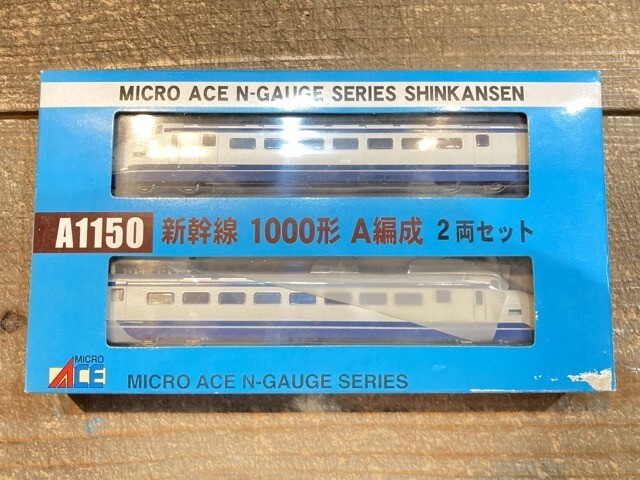 MICRO ACE N-GAUGE SERIES SHINKANSEN
A1150 新幹線 1000形 A編成 2両セット
MICRO ACE
MICRO ACE N-GAUGE SERIES